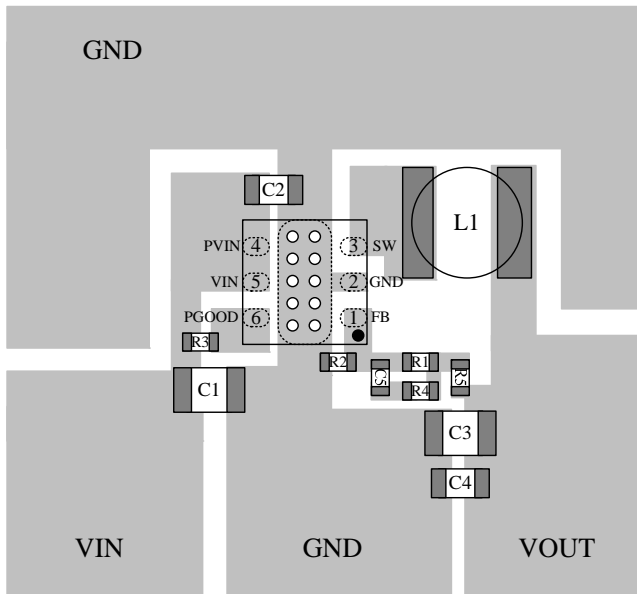 GND
C2
L1
PVIN 4 3 SW
VIN 5 2 GND
PGOOD 6 1 FB
R3
R2 R1
C5 R4 R5
C1
C3
C4
VIN GND VOUT